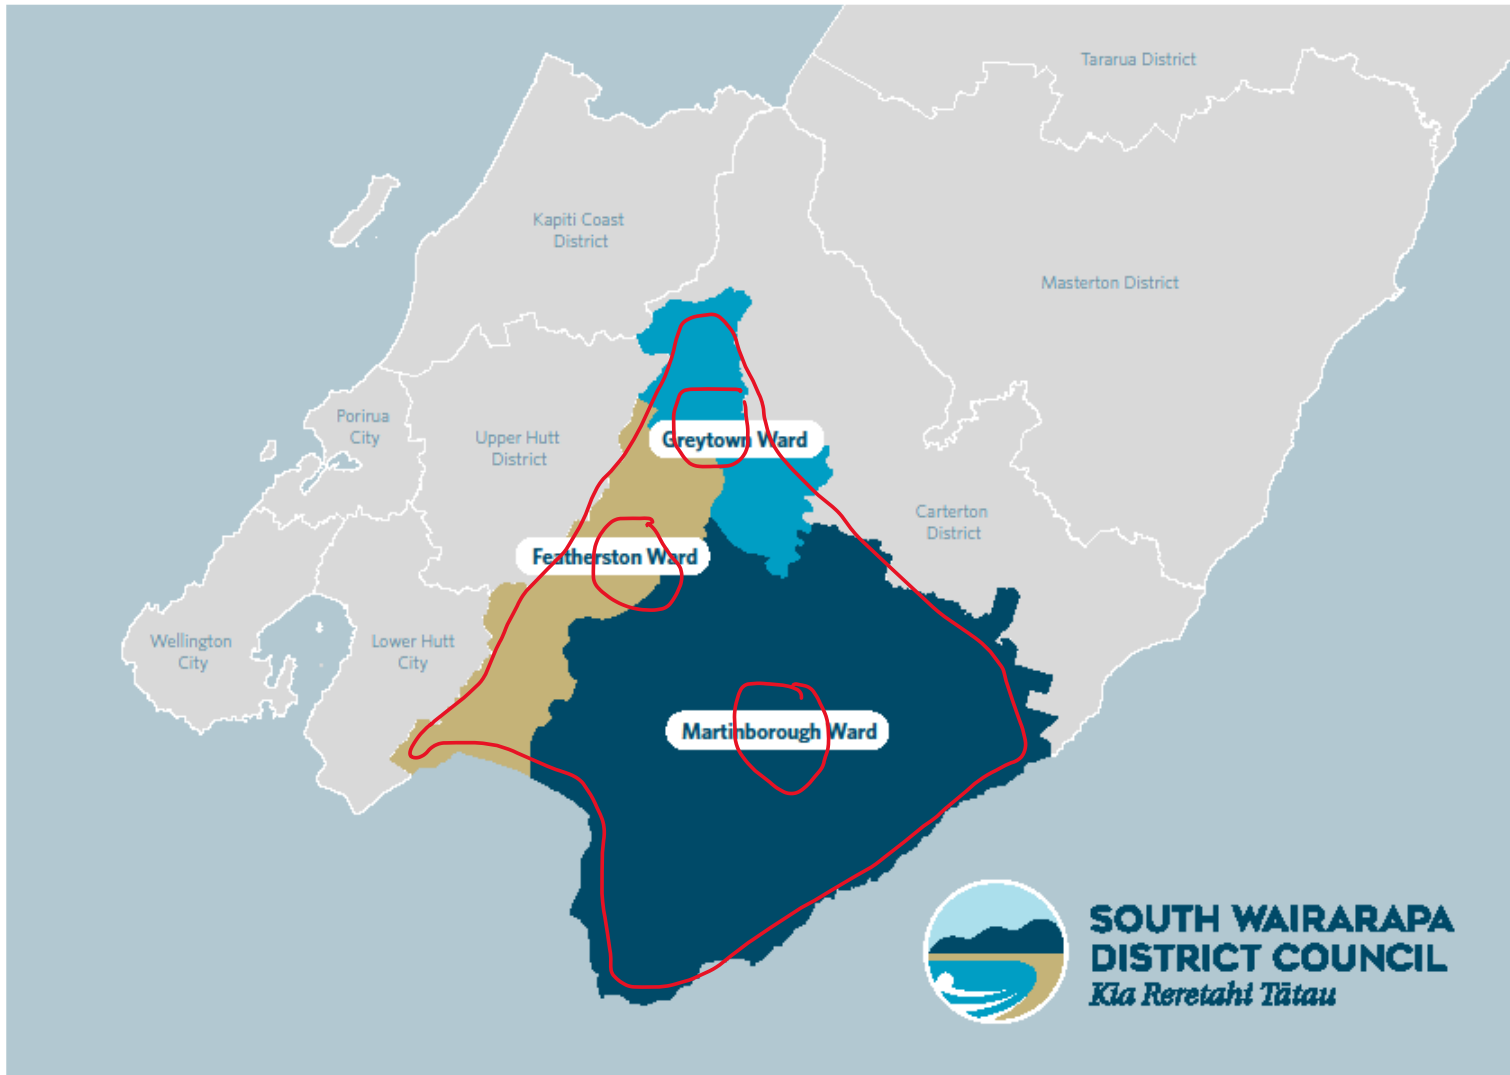 Tararua District
Kapiti Coast
District
Masterton District
Porirua
City
Upper Hutt
District
Greytown Ward
Carterton
District
Featherston Ward
Wellington
City
Lower Hutt
City
Martinborough Ward
SOUTH WAIRARAPA
DISTRICT COUNCIL
Kia Reretahi Tātau